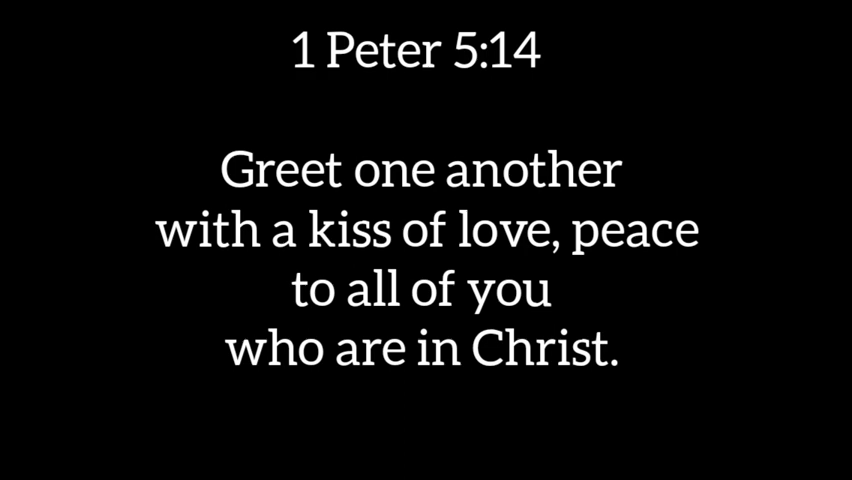 1 Peter 5:14
Greet one another
with a kiss of love, peace
to all of you
who are in Christ.